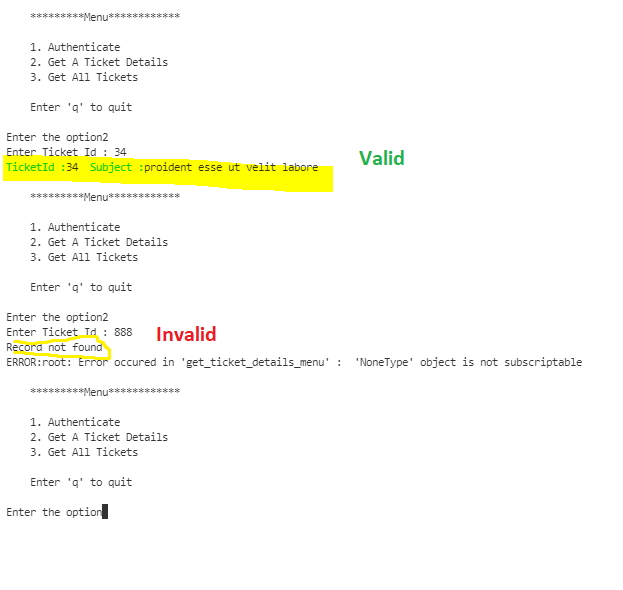 *********Menu************
1. Authenticate
2. Get A Ticket Details
3. Get All Tickets
Enter 'q' to quit
Enter the option2
Enter Ticket Id : 34
TicketId :34  Subject :proident esse ut velit labore
Valid
*********Menu************
1. Authenticate
2. Get A Ticket Details
3. Get All Tickets
Enter 'q' to quit
Enter the option2
Enter Ticket Id : 888
Invalid
Record not found
ERROR:root: Error occured in 'get_ticket_details_menu' :  'NoneType' object is not subscriptable
*********Menu************
1. Authenticate
2. Get A Ticket Details
3. Get All Tickets
Enter 'q' to quit
Enter the option